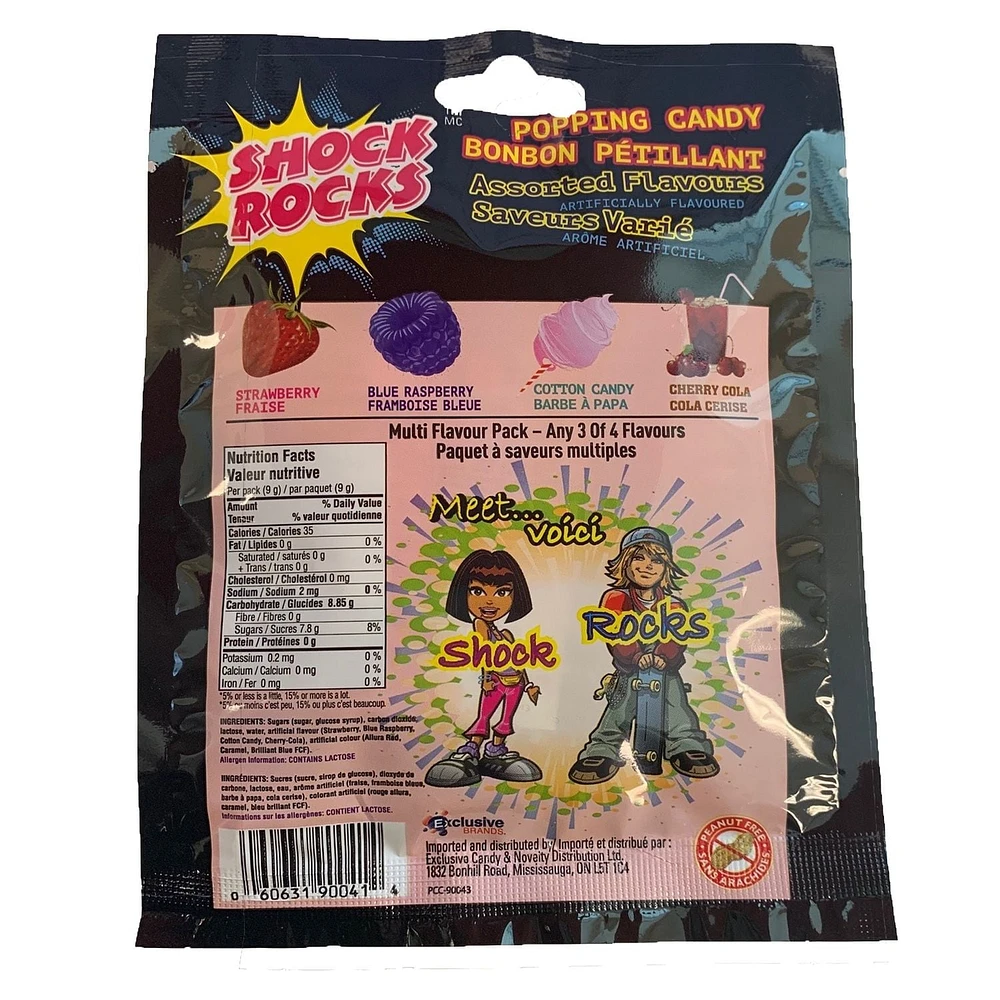 SHOCK
ROCKS
MC
POPPING CANDY
BONBON PÉTILLANT
Assorted Flavours
ARTIFICIALLY FLAVOURED
Saveurs Varié
ARÔME ARTIFICIEL
STRAWBERRY
FRAISE
BLUE RASPBERRY
FRAMBOISE BLEUE
COTTON CANDY
BARBE À PAPA
CHERRY COLA
COLA CERISE
Multi Flavour Pack – Any 3 Of 4 Flavours
Paquet à saveurs multiples
Nutrition Facts
Valeur nutritive
Per pack (9 g) / par paquet (9 g)
Amount % Daily Value
Teneur % valeur quotidienne
Calories / Calories 35
Fat / Lipides 0 g 0 %
Saturated / saturés 0 g
+ Trans / trans 0 g 0 %
Cholesterol / Cholestérol 0 mg
Sodium / Sodium 2 mg 0 %
Carbohydrate / Glucides 8.85 g
Fibre / Fibres 0 g
Sugars / Sucres 7.8 g 8%
Protein / Protéines 0 g
Potassium 0.2 mg 0 %
Calcium / Calcium 0 mg 0 %
Iron / Fer 0 mg 0 %
*5% or less is a little, 15% or more is a lot.
*5% ou moins c'est peu, 15% ou plus c'est beaucoup.
INGREDIENTS: Sugars (sugar, glucose syrup), carbon dioxide,
lactose, water, artificial flavour (Strawberry, Blue Raspberry,
Cotton Candy, Cherry-Cola), artificial colour (Allura Red,
Caramel, Brilliant Blue FCF).
Allergen Information: CONTAINS LACTOSE
IINGRÉDIENTS: Sucres (sucre, sirop de glucose), dioxyde de
carbone, lactose, eau, arôme artificiel (fraise, framboise bleue,
barbe à papa, cola cerise), colorant artificiel (rouge allura,
caramel, bleu brillant FCF).
Informations sur les allergènes: CONTIENT LACTOSE.
Meet...
voici
Shock
Rocks
Exclusive
BRANDS.
Imported and distributed by/ Importé et distribué par :
Exclusive Candy & Novelty Distribution Ltd.
1832 Bonhill Road, Mississauga, ON L5T 1C4
PCC-90043
0 60631 90041 4
PEANUT FREE
SANS ARACHIDES